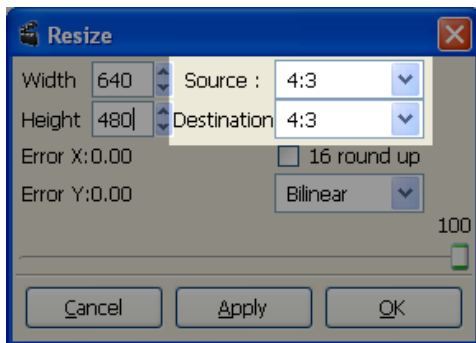 Resize
Width 640 Source : 4:3
Height 480 Destination 4:3
Error X:0.00 16 round up
Error Y:0.00 Bilinear
100
Cancel Apply OK